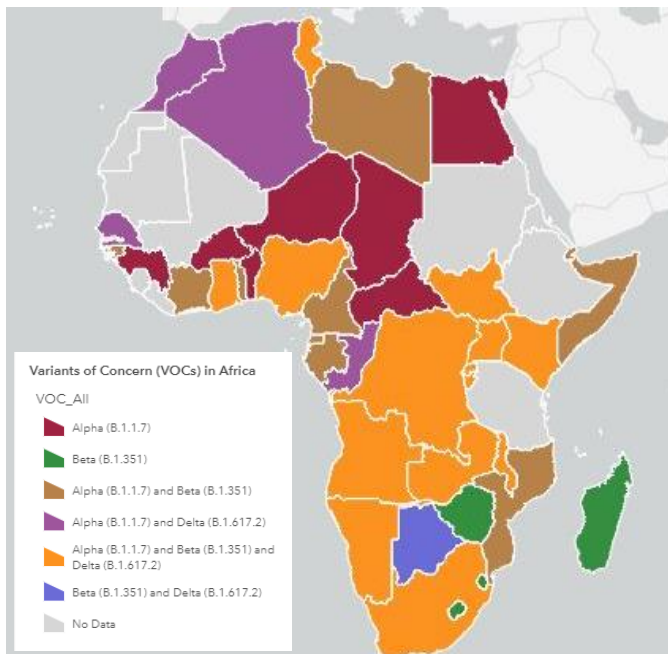 Variants of Concern (VOCs) in Africa
VOC_All
Alpha (B.1.1.7)
Beta (B.1.351)
Alpha (B.1.1.7) and Beta (B.1.351)
Alpha (B.1.1.7) and Delta (B.1.617.2)
Alpha (B.1.1.7) and Beta (B.1.351) and
Delta (B.1.617.2)
Beta (B.1.351) and Delta (B.1.617.2)
No Data